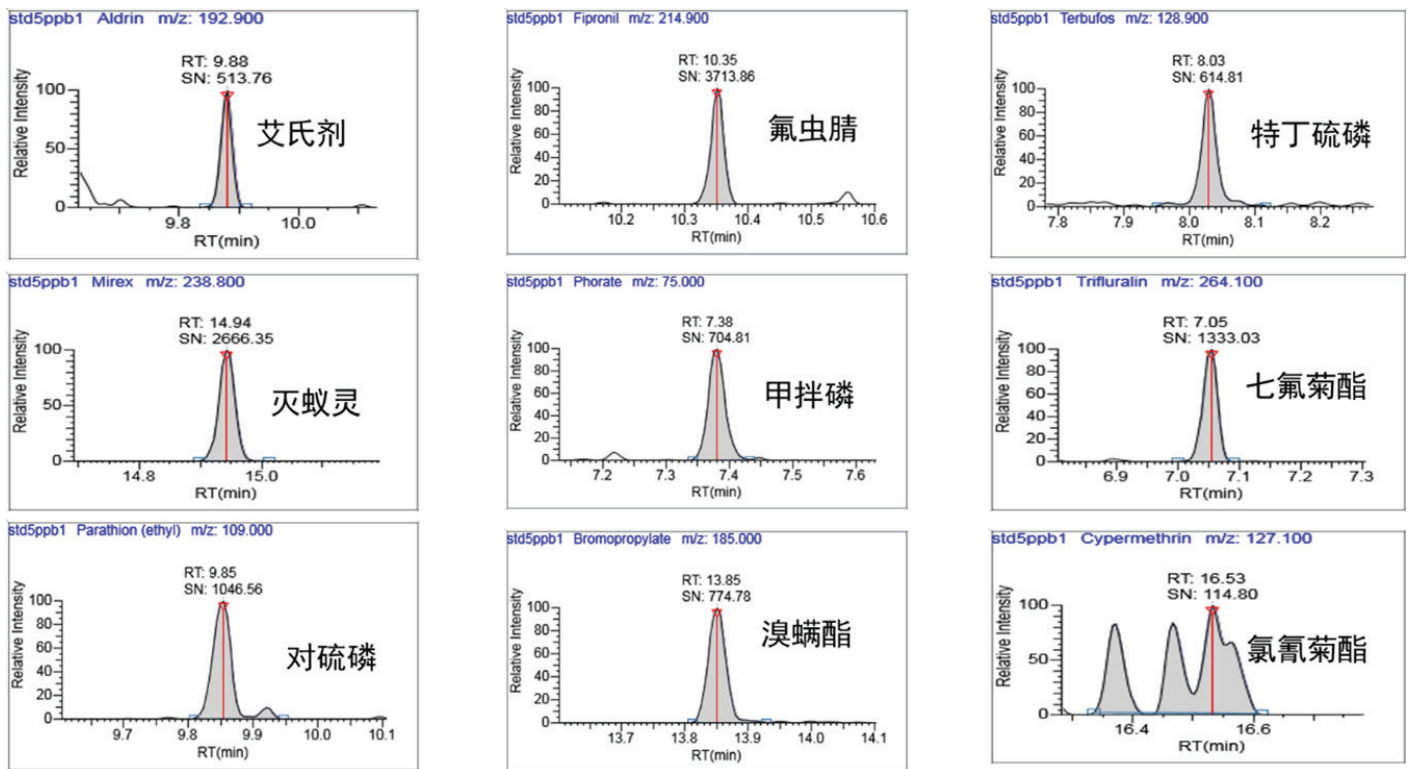 std5ppb1 Aldrin m/z: 192.900
RT: 9.88
SN: 513.76
Relative Intensity
100
50
0
艾氏剂
9.8 10.0
RT(min)
std5ppb1 Fipronil m/z: 214.900
RT: 10.35
SN: 3713.86
Relative Intensity
100
80
60
40
20
0
氟虫腈
10.2 10.3 10.4 10.5 10.6
RT(min)
std5ppb1 Terbufos m/z: 128.900
RT: 8.03
SN: 614.81
Relative Intensity
100
80
60
40
20
0
特丁硫磷
7.8 7.9 8.0 8.1 8.2
RT(min)
std5ppb1 Mirex m/z: 238.800
RT: 14.94
SN: 2666.35
Relative Intensity
100
50
0
灭蚁灵
14.8 15.0
RT(min)
std5ppb1 Phorate m/z: 75.000
RT: 7.38
SN: 704.81
Relative Intensity
100
80
60
40
20
0
甲拌磷
7.2 7.3 7.4 7.5 7.6
RT(min)
std5ppb1 Trifluralin m/z: 264.100
RT: 7.05
SN: 1333.03
Relative Intensity
100
80
60
40
20
0
七氟菊酯
6.9 7.0 7.1 7.2 7.3
RT(min)
std5ppb1 Parathion (ethyl) m/z: 109.000
RT: 9.85
SN: 1046.56
Relative Intensity
100
80
60
40
20
0
对硫磷
9.7 9.8 9.9 10.0 10.1
RT(min)
std5ppb1 Bromopropylate m/z: 185.000
RT: 13.85
SN: 774.78
Relative Intensity
100
80
60
40
20
0
溴螨酯
13.7 13.8 13.9 14.0 14.1
RT(min)
std5ppb1 Cypermethrin m/z: 127.100
RT: 16.53
SN: 114.80
Relative Intensity
100
50
0
氯氰菊酯
16.4 16.6
RT(min)